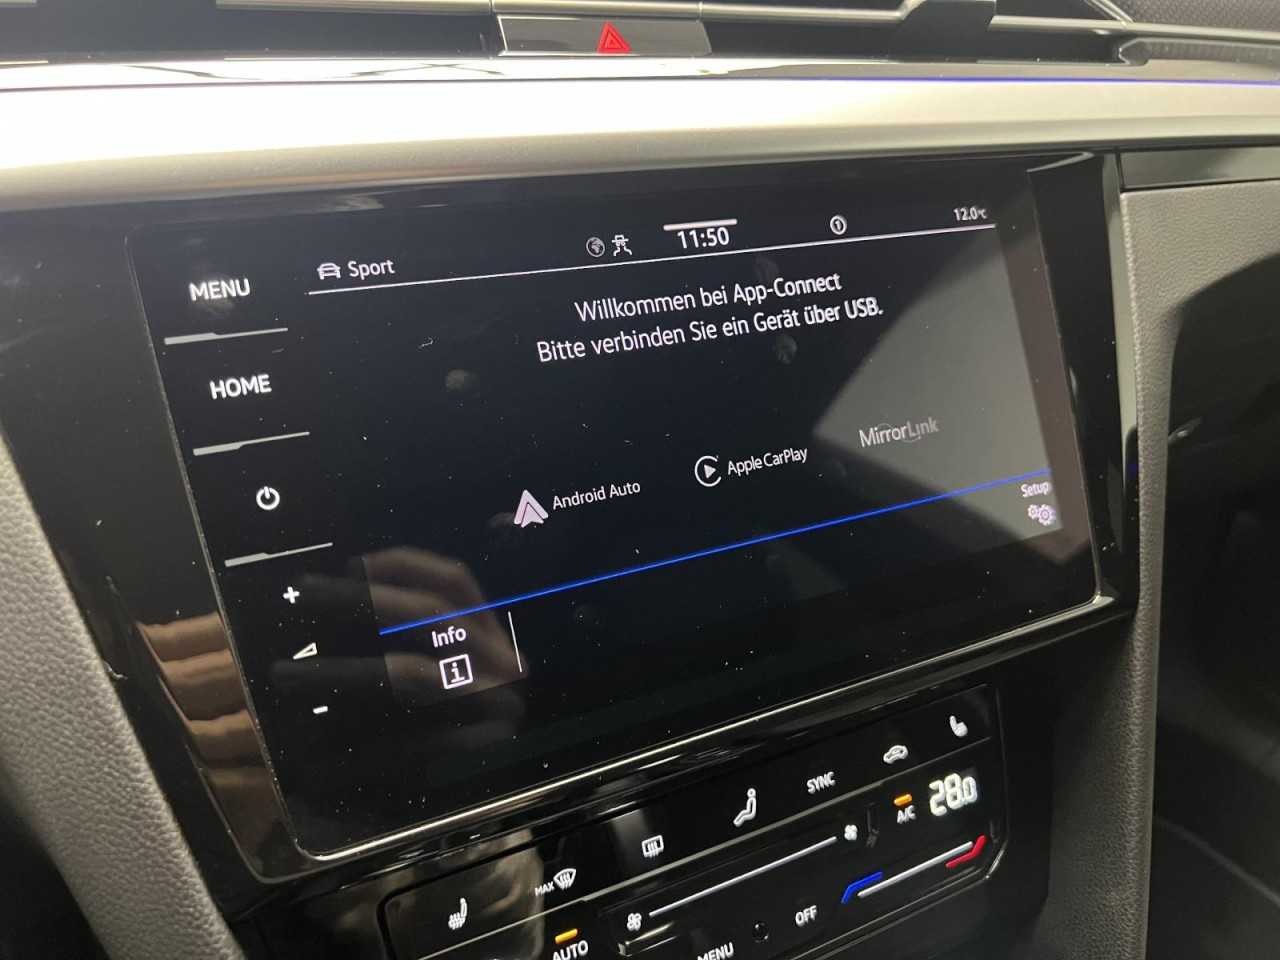 MENU
Sport
11:50
1
12.0°C
Willkommen bei App-Connect
Bitte verbinden Sie ein Gerät über USB.
HOME
Android Auto
Apple CarPlay
MirrorLink
Setup
+
-
Info
i
SYNC
MAX
A/C
28.0
AUTO
MENU
OFF